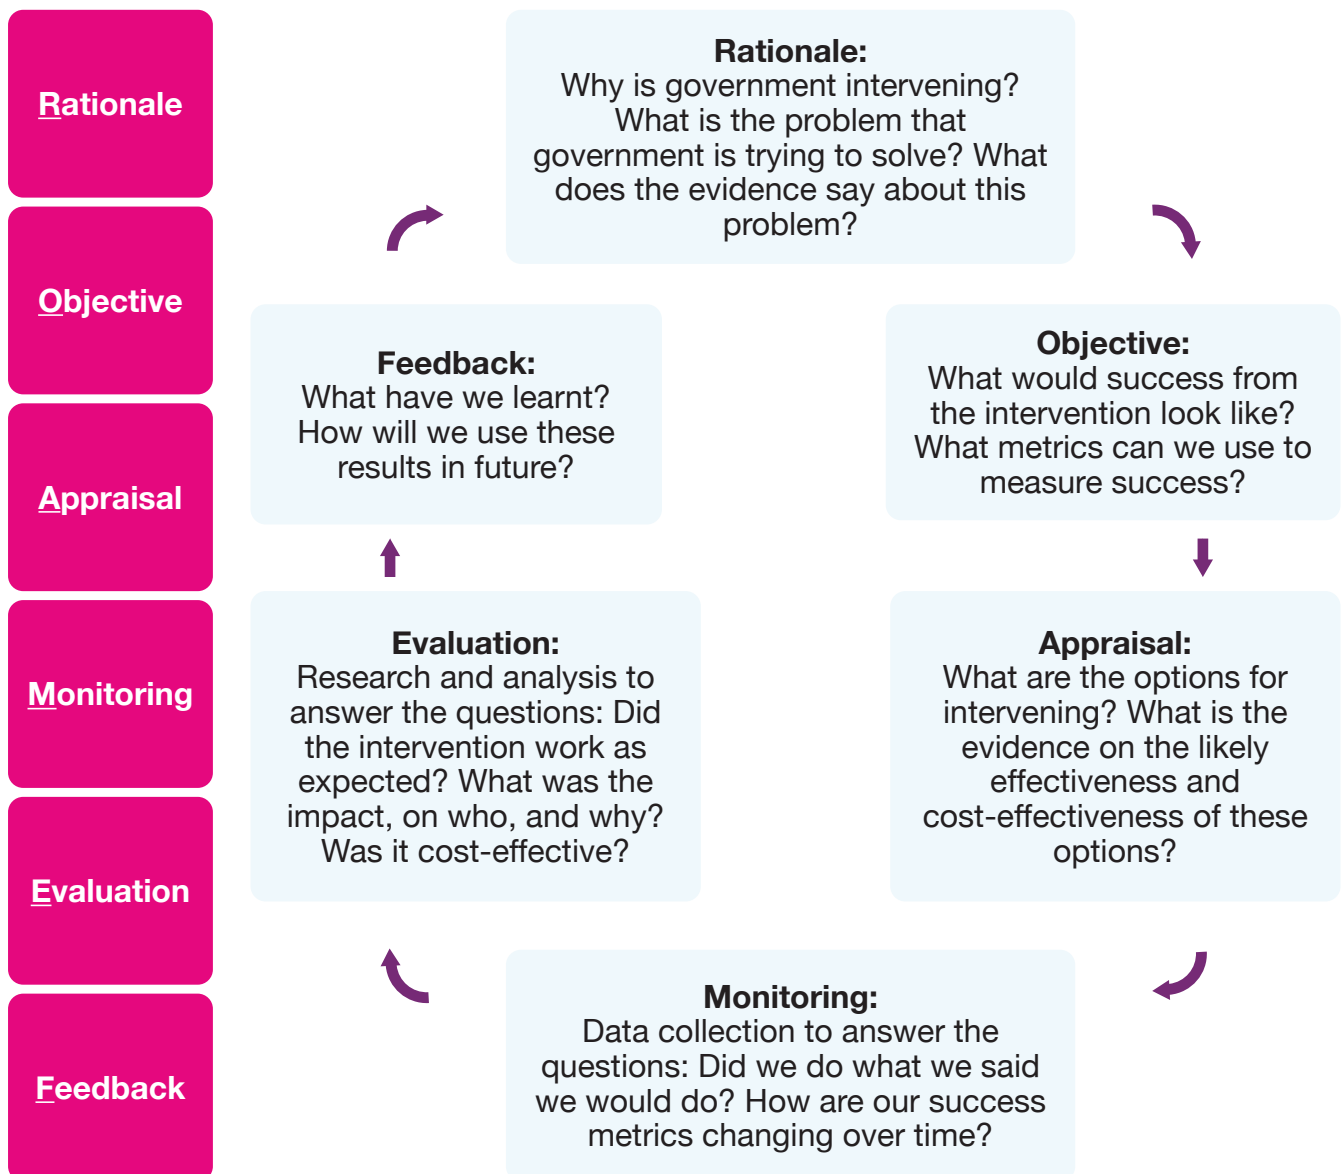 Rationale
Objective
Appraisal
Monitoring
Evaluation
Feedback
Rationale:
Why is government intervening?
What is the problem that
government is trying to solve? What
does the evidence say about this
problem?
Objective:
What would success from
the intervention look like?
What metrics can we use to
measure success?
Appraisal:
What are the options for
intervening? What is the
evidence on the likely
effectiveness and
cost-effectiveness of these
options?
Monitoring:
Data collection to answer the
questions: Did we do what we said
we would do? How are our success
metrics changing over time?
Evaluation:
Research and analysis to
answer the questions: Did
the intervention work as
expected? What was the
impact, on who, and why?
Was it cost-effective?
Feedback:
What have we learnt?
How will we use these
results in future?